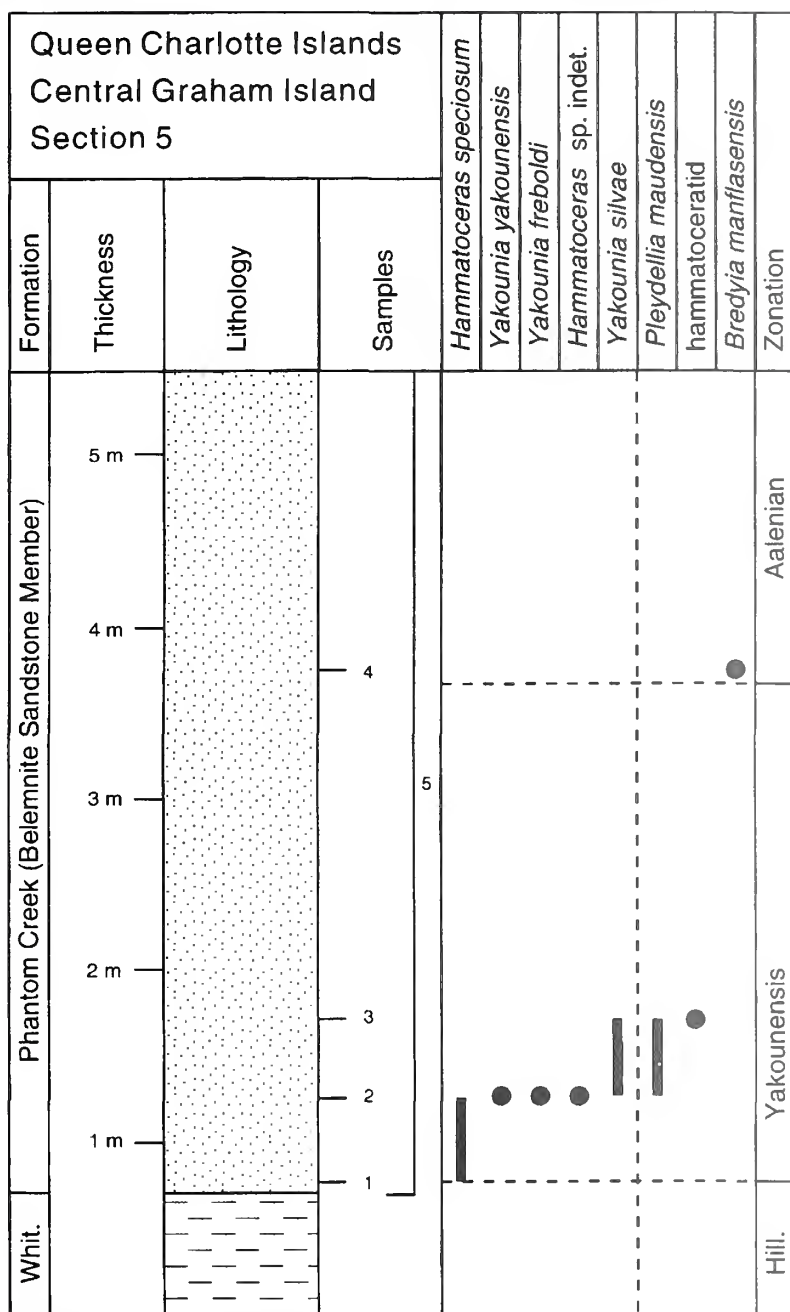 Queen Charlotte Islands
Central Graham Island
Section 5
Formation
Thickness
Lithology
Samples
Hammatoceras speciosum
Yakounia yakounensis
Yakounia freboldi
Hammatoceras sp. indet.
Yakounia silvae
Pleydellia maudensis
hammatoceratid
Bredyia manflasensis
Zonation
Phantom Creek (Belemnite Sandstone Member)
Whit.
5 m
4 m
3 m
2 m
1 m
4
3
2
1
5
Aalenian
Yakounensis
Hill.